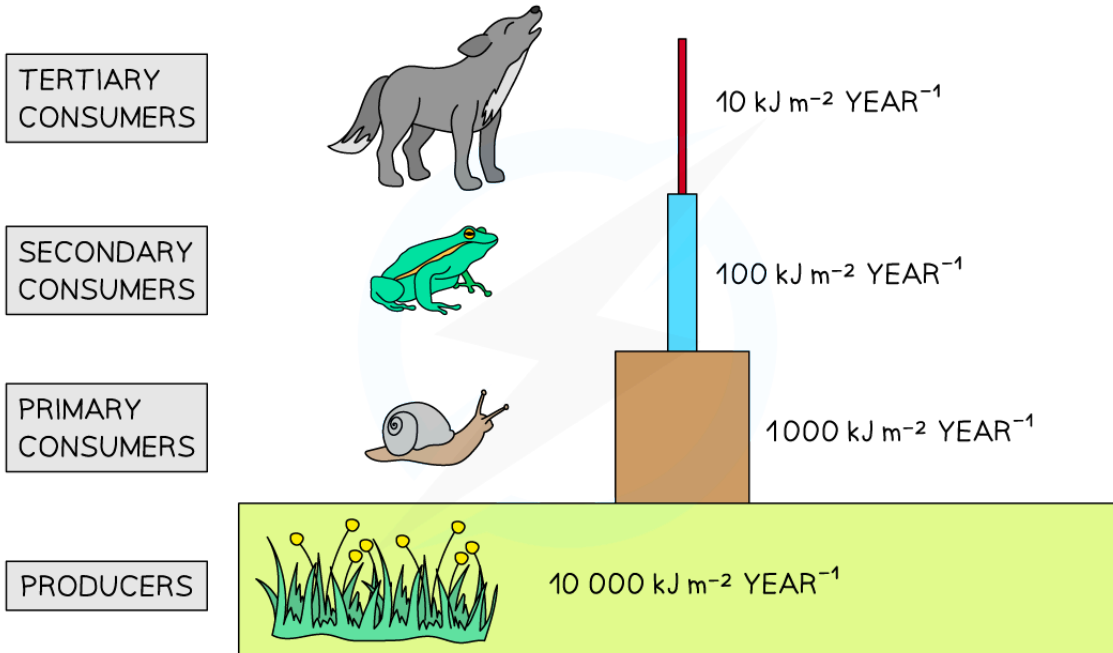 TERTIARY
CONSUMERS
10 kJ m⁻² YEAR⁻¹
SECONDARY
CONSUMERS
100 kJ m⁻² YEAR⁻¹
PRIMARY
CONSUMERS
1000 kJ m⁻² YEAR⁻¹
PRODUCERS
10 000 kJ m⁻² YEAR⁻¹